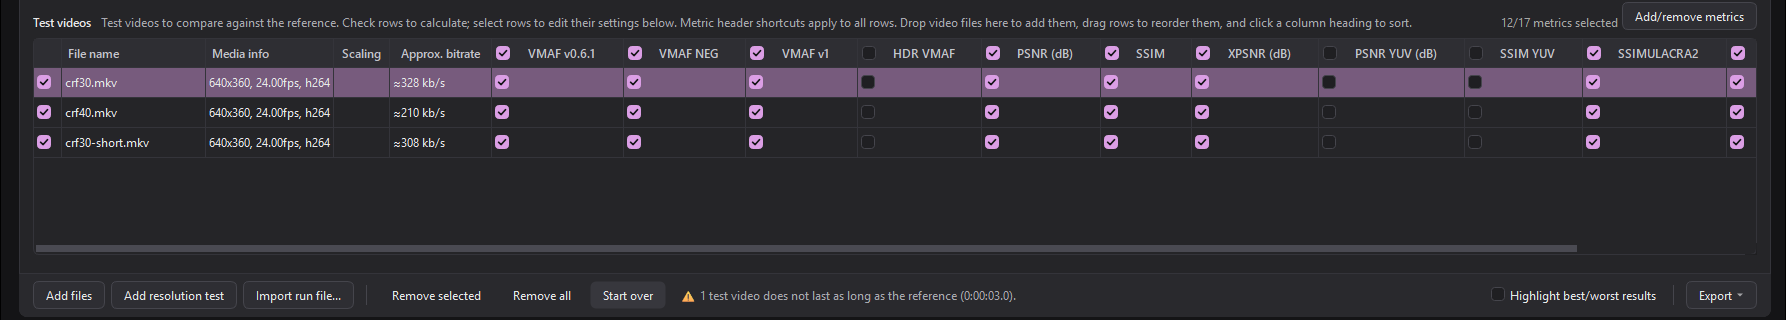 Test videos Test videos to compare against the reference. Check rows to calculate; select rows to edit their settings below. Metric header shortcuts apply to all rows. Drop video files here to add them, drag rows to reorder them, and click a column heading to sort. 12/17 metrics selected Add/remove metrics
File name Media info Scaling Approx. bitrate VMAF v0.6.1 VMAF NEG VMAF v1 HDR VMAF PSNR (dB) SSIM XPSNR (dB) PSNR YUV (dB) SSIM YUV SSIMULACRA2
crf30.mkv 640x360, 24.00fps, h264 ≈328 kb/s
crf40.mkv 640x360, 24.00fps, h264 ≈210 kb/s
crf30-short.mkv 640x360, 24.00fps, h264 ≈308 kb/s
Add files Add resolution test Import run file... Remove selected Remove all Start over 1 test video does not last as long as the reference (0:00:03.0). Highlight best/worst results Export